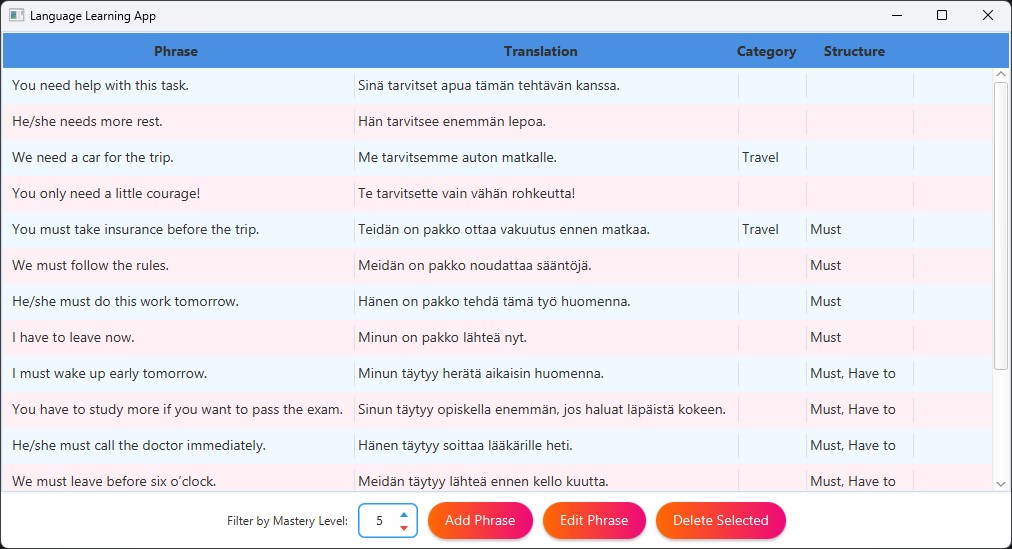 Language Learning App
Phrase Translation Category Structure
You need help with this task. Sinä tarvitset apua tämän tehtävän kanssa.
He/she needs more rest. Hän tarvitsee enemmän lepoa.
We need a car for the trip. Me tarvitsemme auton matkalle. Travel
You only need a little courage! Te tarvitsette vain vähän rohkeutta!
You must take insurance before the trip. Teidän on pakko ottaa vakuutus ennen matkaa. Travel Must
We must follow the rules. Meidän on pakko noudattaa sääntöjä. Must
He/she must do this work tomorrow. Hänen on pakko tehdä tämä työ huomenna. Must
I have to leave now. Minun on pakko lähteä nyt. Must
I must wake up early tomorrow. Minun täytyy herätä aikaisin huomenna. Must, Have to
You have to study more if you want to pass the exam. Sinun täytyy opiskella enemmän, jos haluat läpäistä kokeen. Must, Have to
He/she must call the doctor immediately. Hänen täytyy soittaa lääkärille heti. Must, Have to
We must leave before six o’clock. Meidän täytyy lähteä ennen kello kuutta. Must, Have to
Filter by Mastery Level: 5 Add Phrase Edit Phrase Delete Selected